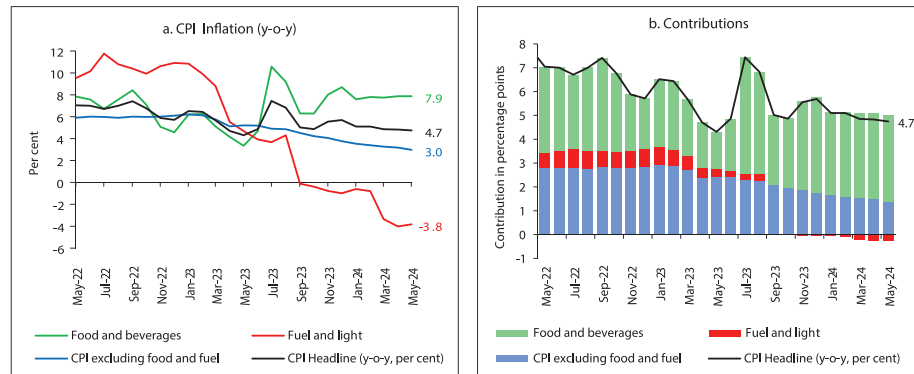 a. CPI Inflation (y-o-y)
Per cent
12
10
8
6
4
2
0
-2
-4
-6
7.9
4.7
3.0
-3.8
May-22
Jul-22
Sep-22
Nov-22
Jan-23
Mar-23
May-23
Jul-23
Sep-23
Nov-23
Jan-24
Mar-24
May-24
Food and beverages
Fuel and light
CPI excluding food and fuel
CPI Headline (y-o-y, per cent)
b. Contributions
Contribution in percentage points
8
7
6
5
4
3
2
1
0
-1
4.7
May-22
Jul-22
Sep-22
Nov-22
Jan-23
Mar-23
May-23
Jul-23
Sep-23
Nov-23
Jan-24
Mar-24
May-24
Food and beverages
Fuel and light
CPI excluding food and fuel
CPI Headline (y-o-y, per cent)